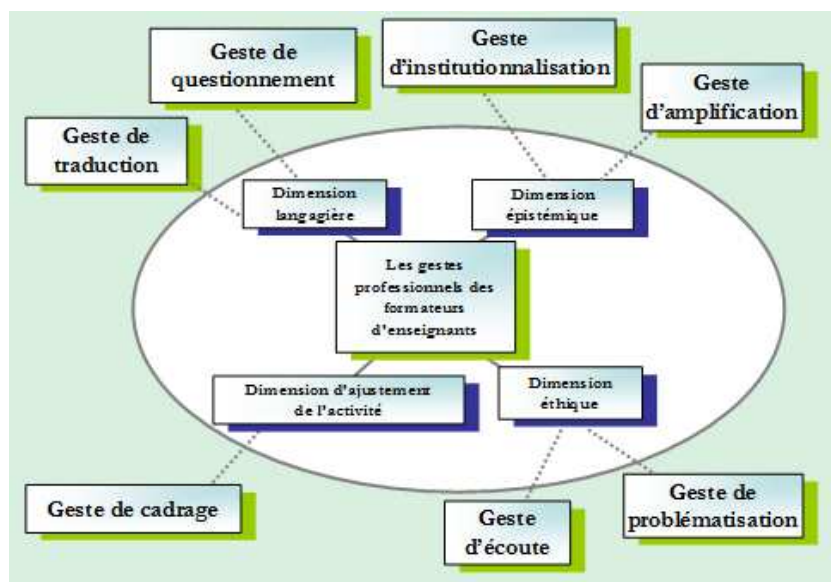 Geste de
questionnement
Geste
d'institutionnalisation
Geste
d'amplification
Geste de
traduction
Dimension
langagière
Dimension
épistémique
Les gestes
professionnels des
formateurs
d'enseignants
Dimension d'ajustement
de l'activité
Dimension
éthique
Geste de cadrage
Geste
d'écoute
Geste de
problématisation